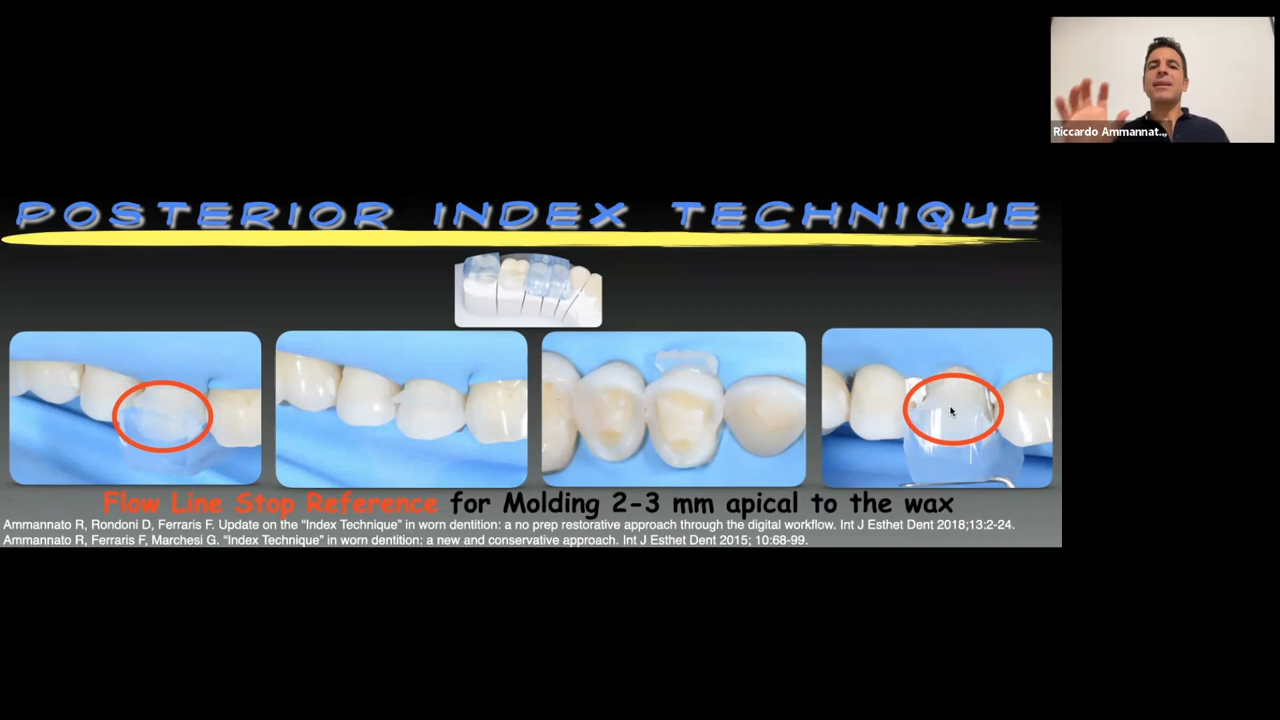 Riccardo Ammannat...
POSTERIOR INDEX TECHNIQUE
Flow Line Stop Reference for Molding 2-3 mm apical to the wax
Ammannato R, Rondoni D, Ferraris F. Update on the “Index Technique” in worn dentition: a no prep restorative approach through the digital workflow. Int J Esthet Dent 2018;13:2-24.
Ammannato R, Ferraris F, Marchesi G. “Index Technique” in worn dentition: a new and conservative approach. Int J Esthet Dent 2015; 10:68-99.